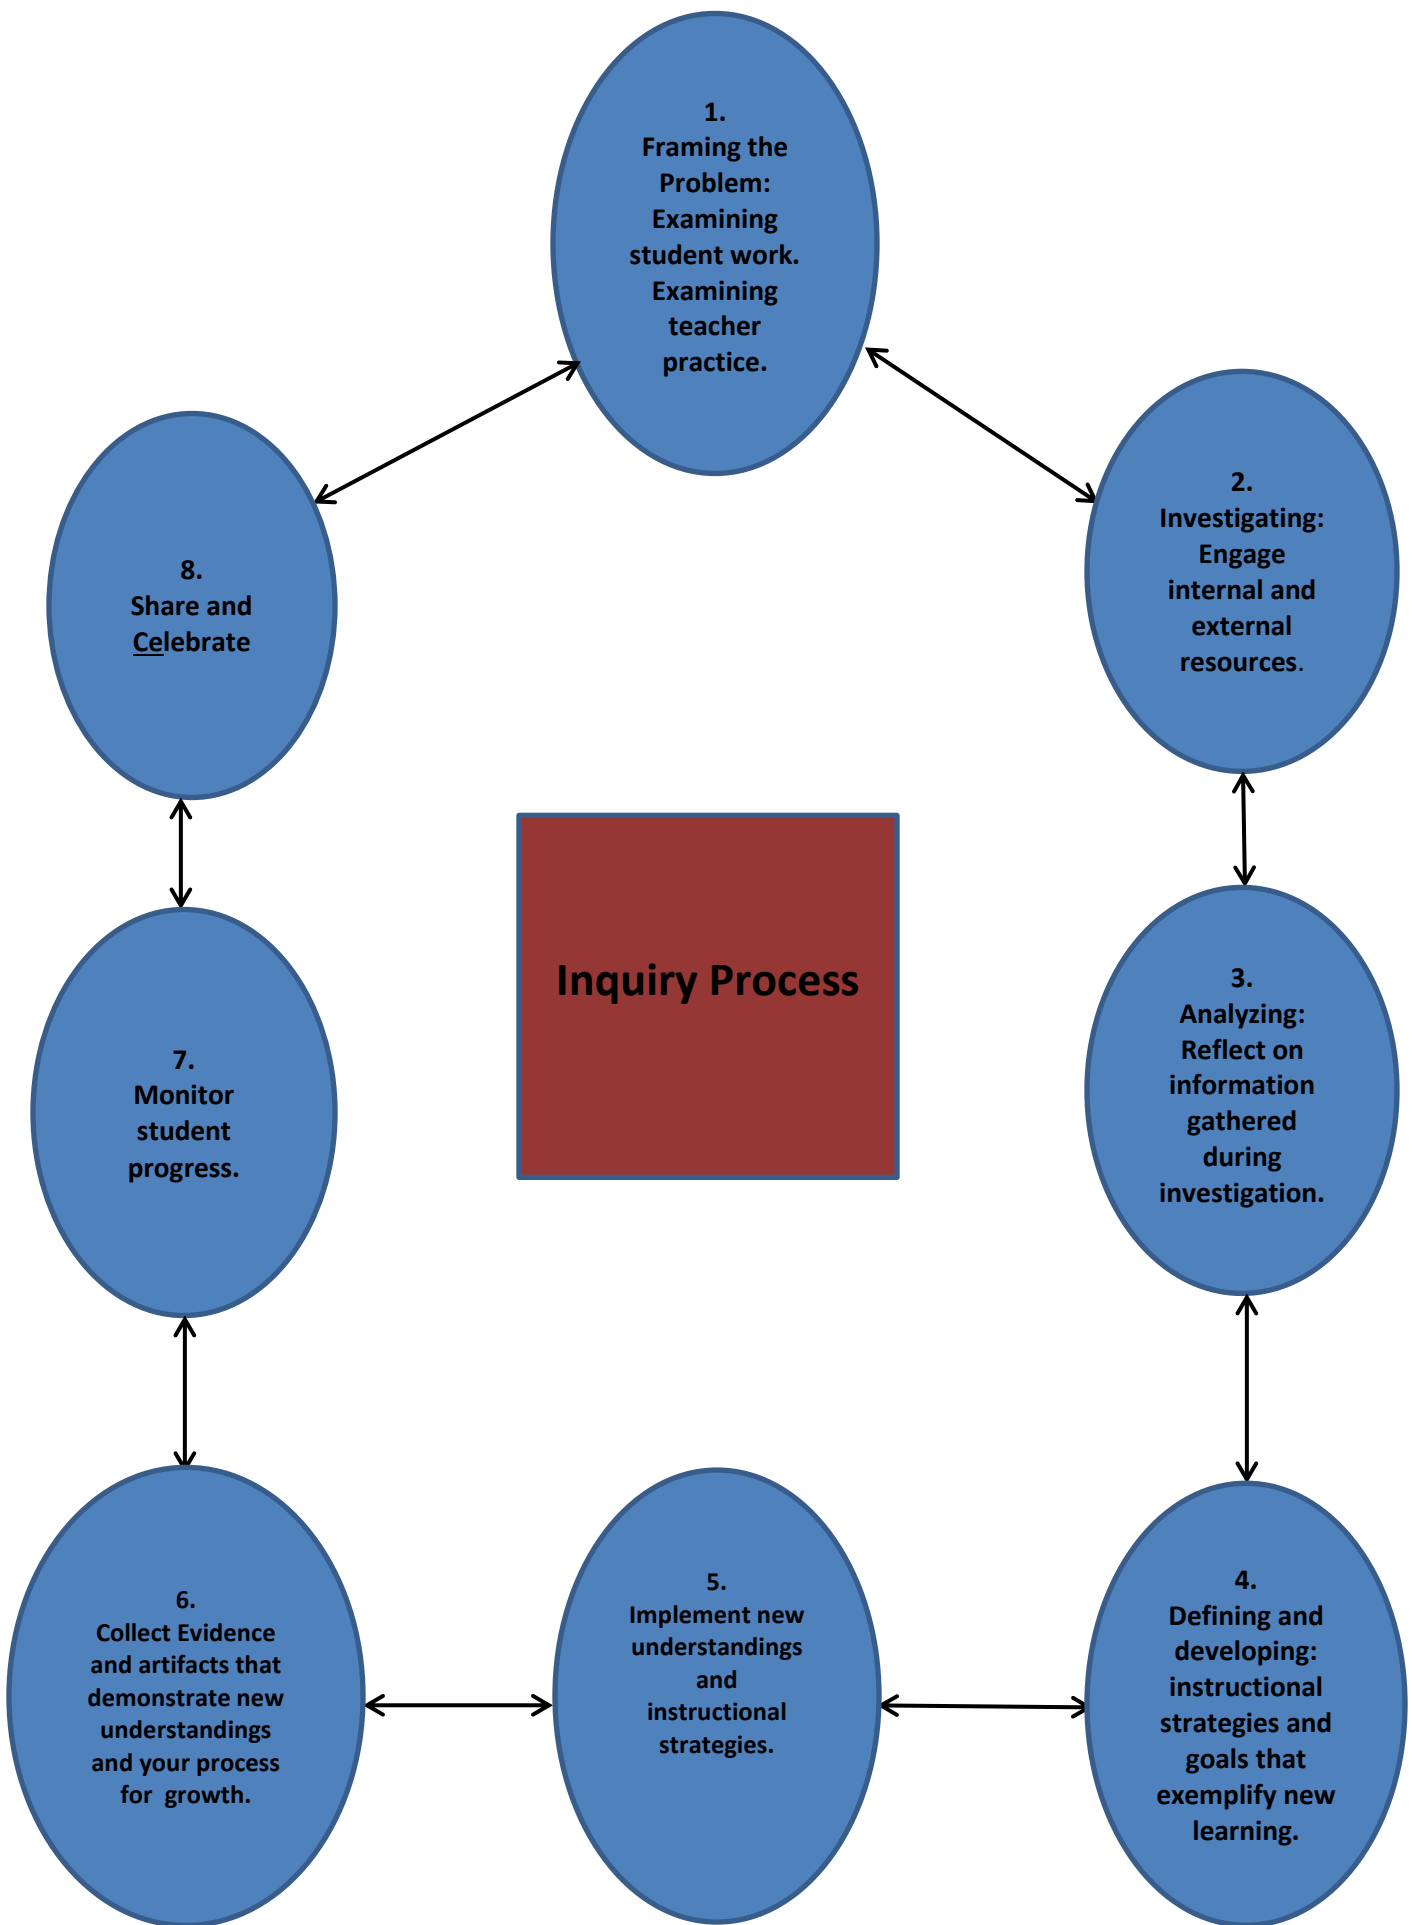 1.
Framing the
Problem:
Examining
student work.
Examining
teacher
practice.
2.
Investigating:
Engage
internal and
external
resources.
8.
Share and
Celebrate
Inquiry Process
3.
Analyzing:
Reflect on
information
gathered
during
investigation.
7.
Monitor
student
progress.
4.
Defining and
developing:
instructional
strategies and
goals that
exemplify new
learning.
5.
Implement new
understandings
and
instructional
strategies.
6.
Collect Evidence
and artifacts that
demonstrate new
understandings
and your process
for  growth.